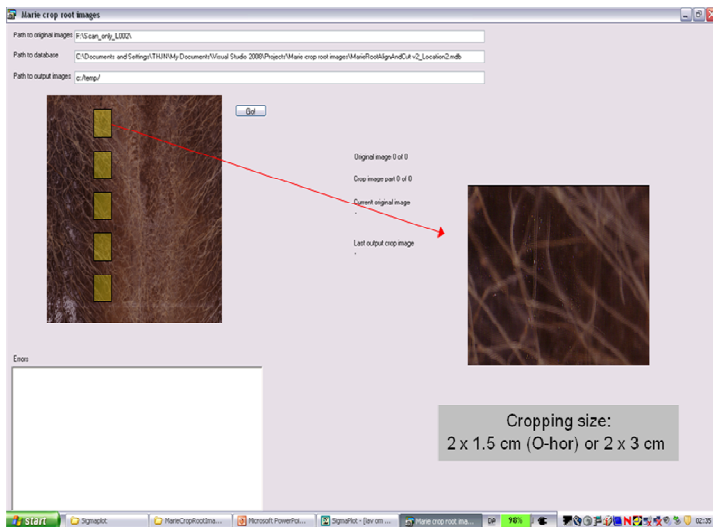 Marie crop root images
Path to original images F:\Scan_only_L002\
Path to database C:\Documents and Settings\THJN\My Documents\Visual Studio 2008\Projects\Marie crop root images\MarieRootAlignAndCut v2_Location2.mdb
Path to output images c:/temp/
Go!
Original image 0 of 0
Crop image part 0 of 0
Current original image
-
Last output crop image
-
Errors
Cropping size:
2 x 1.5 cm (O-hor) or 2 x 3 cm
start Sigmaplot MarieCropRootIma... Microsoft PowerPoi... SigmaPlot - [lav om ... Marie crop root ima... 98% 02:35